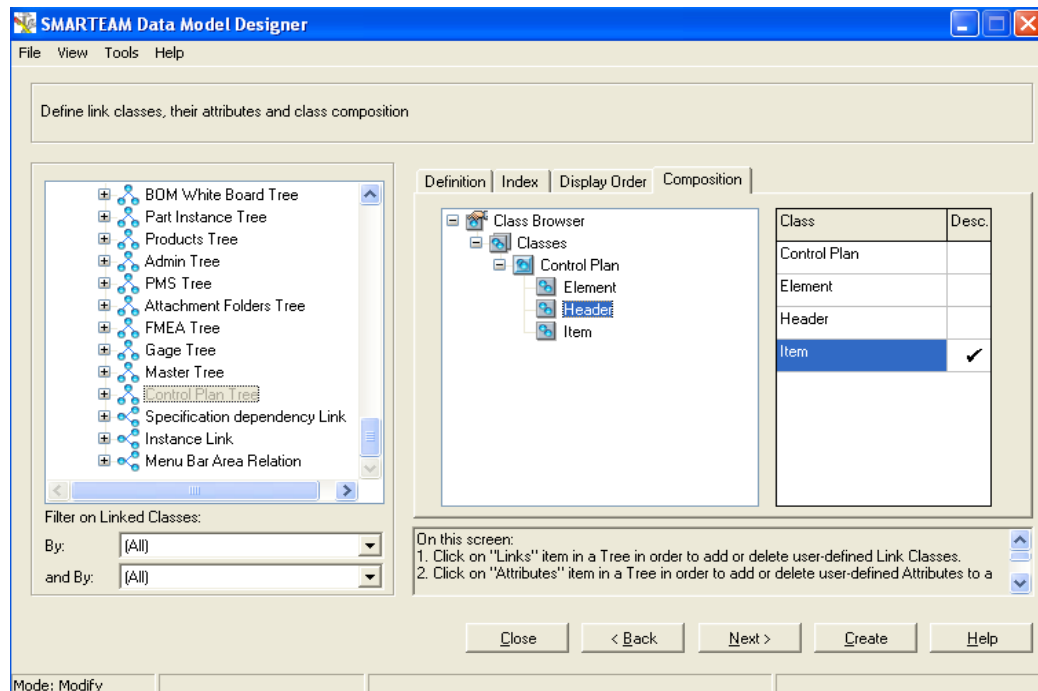 SMARTEAM Data Model Designer
File View Tools Help
Define link classes, their attributes and class composition
BOM White Board Tree
Part Instance Tree
Products Tree
Admin Tree
PMS Tree
Attachment Folders Tree
FMEA Tree
Gage Tree
Master Tree
Control Plan Tree
Specification dependency Link
Instance Link
Menu Bar Area Relation
Filter on Linked Classes:
By: (All)
and By: (All)
Definition Index Display Order Composition
Class Browser
Classes
Control Plan
Element
Header
Item
Class Desc.
Control Plan
Element
Header
Item
On this screen:
1. Click on "Links" item in a Tree in order to add or delete user-defined Link Classes.
2. Click on "Attributes" item in a Tree in order to add or delete user-defined Attributes to a
Close < Back Next > Create Help
Mode: Modify